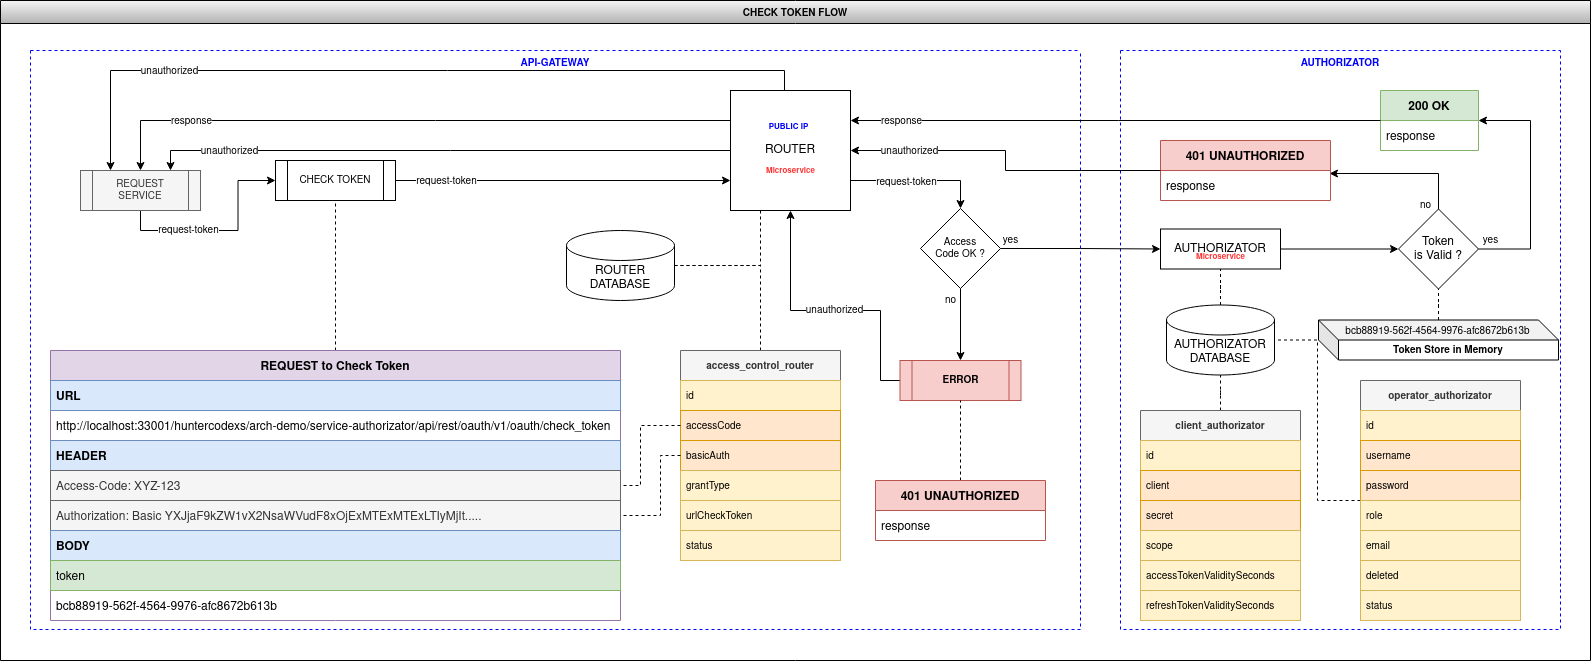 CHECK TOKEN FLOW
API-GATEWAY
AUTHORIZATOR
unauthorized
response
unauthorized
REQUEST
SERVICE
request-token
CHECK TOKEN
request-token
PUBLIC IP
ROUTER
Microservice
response
unauthorized
request-token
200 OK
response
401 UNAUTHORIZED
response
Access
Code OK ?
yes
no
AUTHORIZATOR
Microservice
Token
is Valid ?
no
yes
ROUTER
DATABASE
unauthorized
ERROR
401 UNAUTHORIZED
response
AUTHORIZATOR
DATABASE
bcb88919-562f-4564-9976-afc8672b613b
Token Store in Memory
REQUEST to Check Token
URL
http://localhost:33001/huntercodexs/arch-demo/service-authorizator/api/rest/oauth/v1/oauth/check_token
HEADER
Access-Code: XYZ-123
Authorization: Basic YXJjaF9kZW1vX2NsaWVudF8xOjExMTExMTExLTlyMjIt.....
BODY
token
bcb88919-562f-4564-9976-afc8672b613b
access_control_router
id
accessCode
basicAuth
grantType
urlCheckToken
status
client_authorizator
id
client
secret
scope
accessTokenValiditySeconds
refreshTokenValiditySeconds
operator_authorizator
id
username
password
role
email
deleted
status